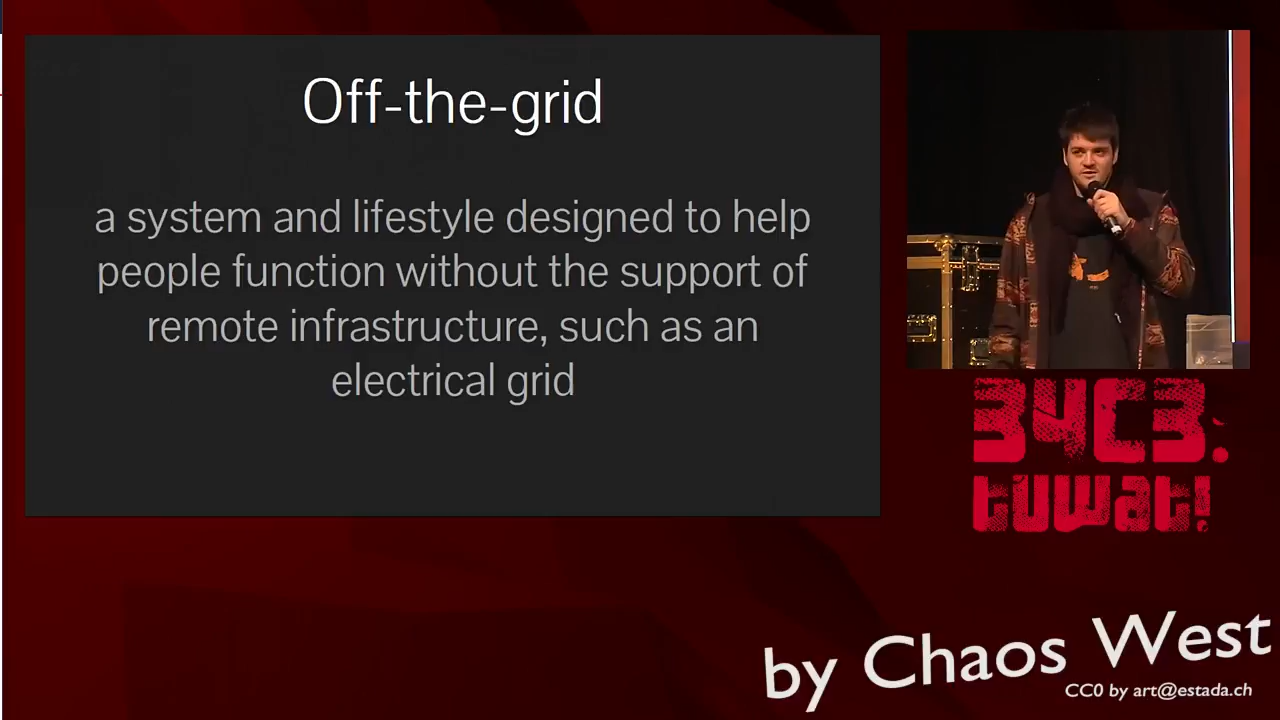 Off-the-grid
a system and lifestyle designed to help
people function without the support of
remote infrastructure, such as an
electrical grid
34C3:
tuwat!
by Chaos West
CC0 by art@estada.ch